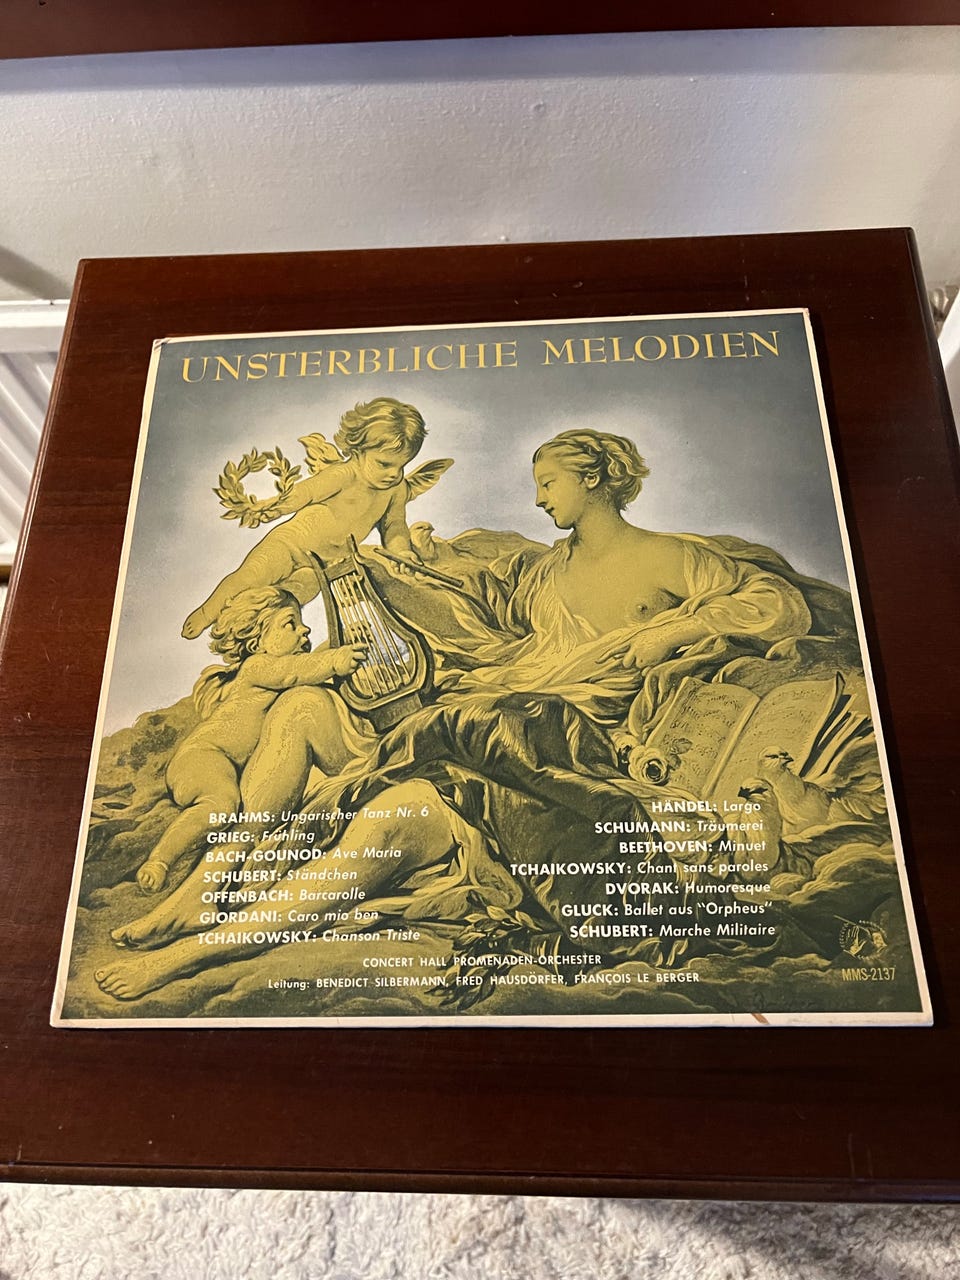 UNSTERBLICHE MELODIEN
BRAHMS: Ungarischer Tanz Nr. 6
GRIEG: Frühling
BACH-GOUNOD: Ave Maria
SCHUBERT: Ständchen
OFFENBACH: Barcarolle
GIORDANI: Caro mio ben
TCHAIKOWSKY: Chanson Triste
HÄNDEL: Largo
SCHUMANN: Träumerei
BEETHOVEN: Minuet
TCHAIKOWSKY: Chant sans paroles
DVORAK: Humoresque
GLUCK: Ballet aus "Orpheus"
SCHUBERT: Marche Militaire
CONCERT HALL PROMENADEN-ORCHESTER
Leitung: BENEDICT SILBERMANN, FRED HAUSDÖRFER, FRANÇOIS LE BERGER
MMS-2137